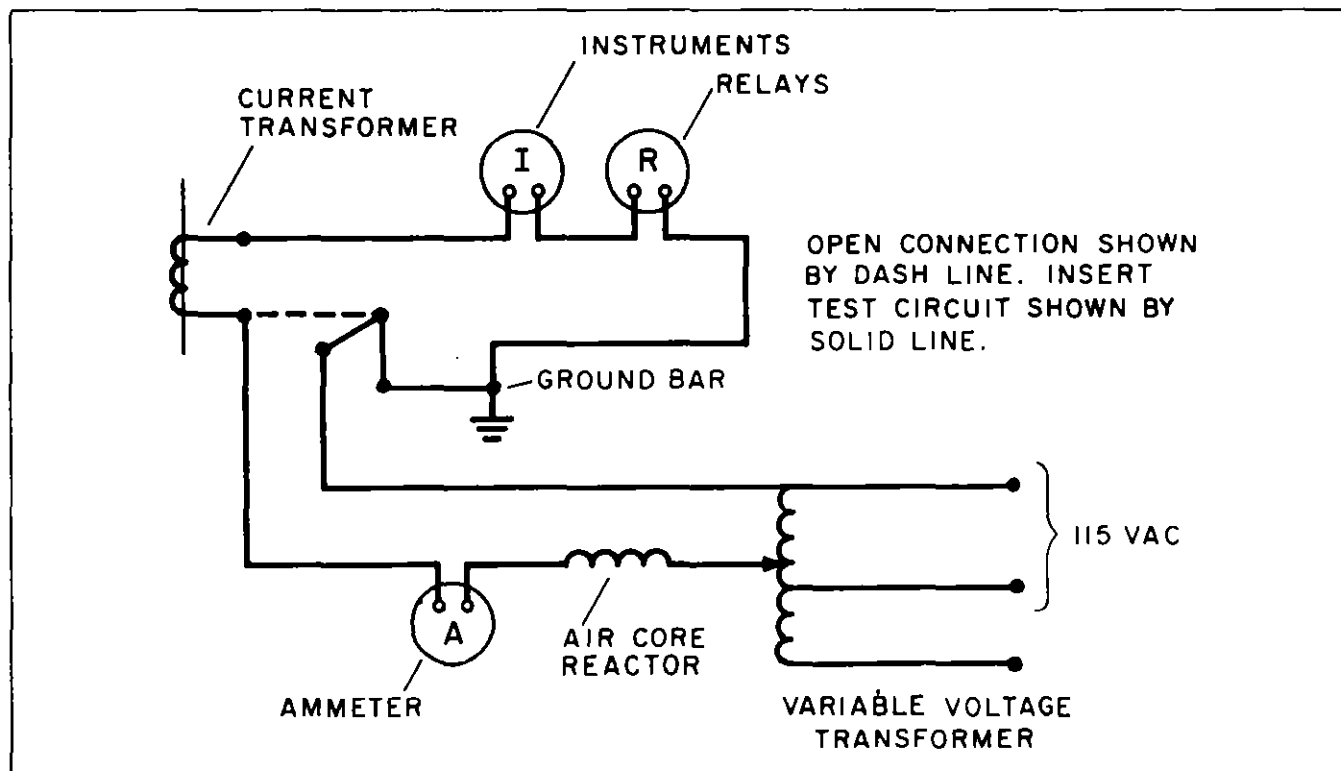 INSTRUMENTS
RELAYS
CURRENT
TRANSFORMER
I
R
OPEN CONNECTION SHOWN
BY DASH LINE. INSERT
TEST CIRCUIT SHOWN BY
SOLID LINE.
GROUND BAR
115 VAC
A
AIR CORE
REACTOR
AMMETER
VARIABLE VOLTAGE
TRANSFORMER